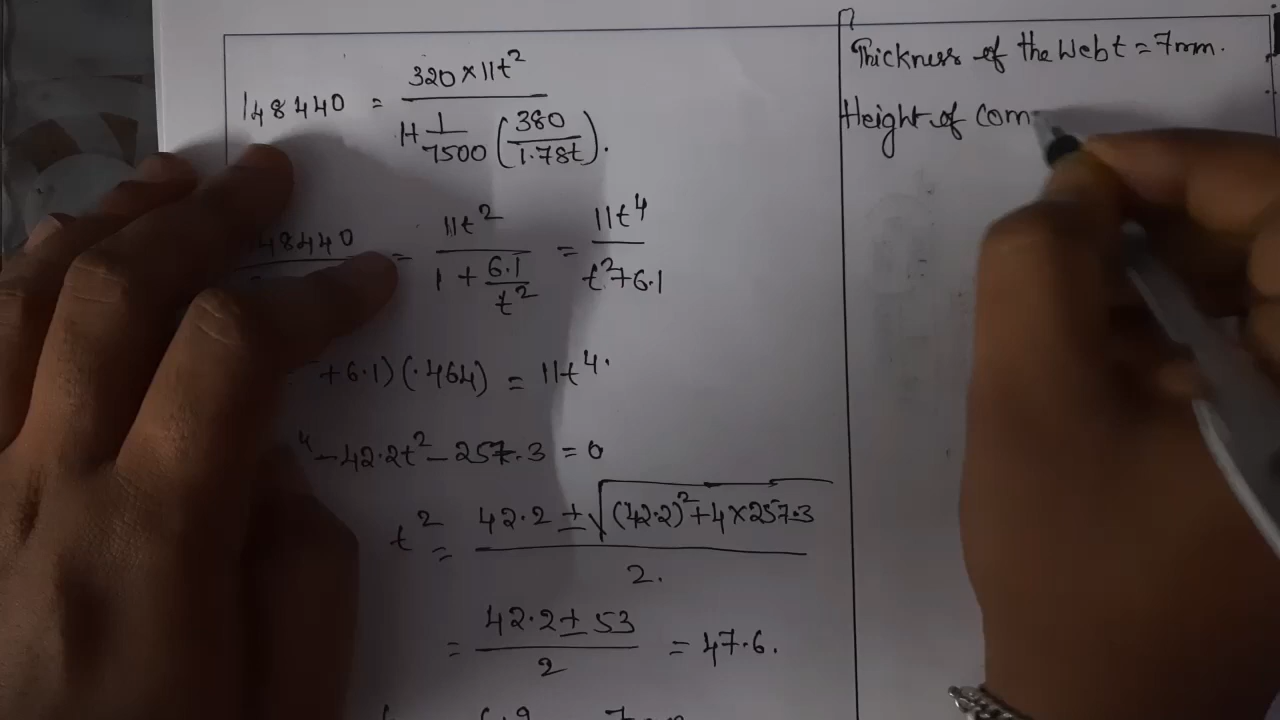 148440 = 320×11t² / 1+ 1/7500 (380/1.78t).
48440 = 11t² / 1 + 6.1/t² = 11t⁴ / t²+6.1
+6.1)(.464) = 11t⁴.
⁴ - 42.2t² - 257.3 = 0
t² = 42.2 ± √(42.2)²+4×257.3 / 2.
= 42.2 ± 53 / 2 = 47.6.
Thickness of the Web t = 7mm.
Height of com